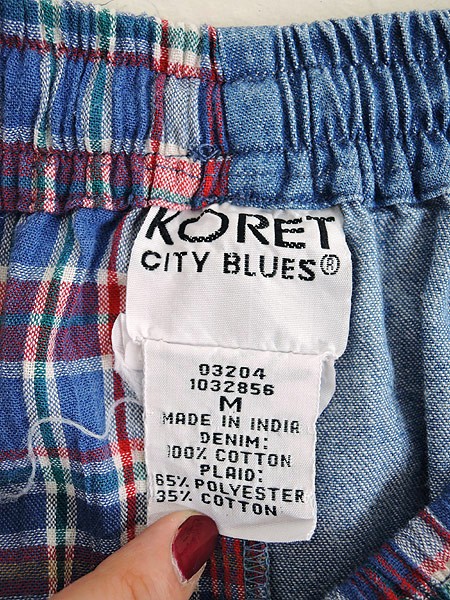 KORET
CITY BLUES®
03204
1032856
M
MADE IN INDIA
DENIM:
100% COTTON
PLAID:
65% POLYESTER
35% COTTON